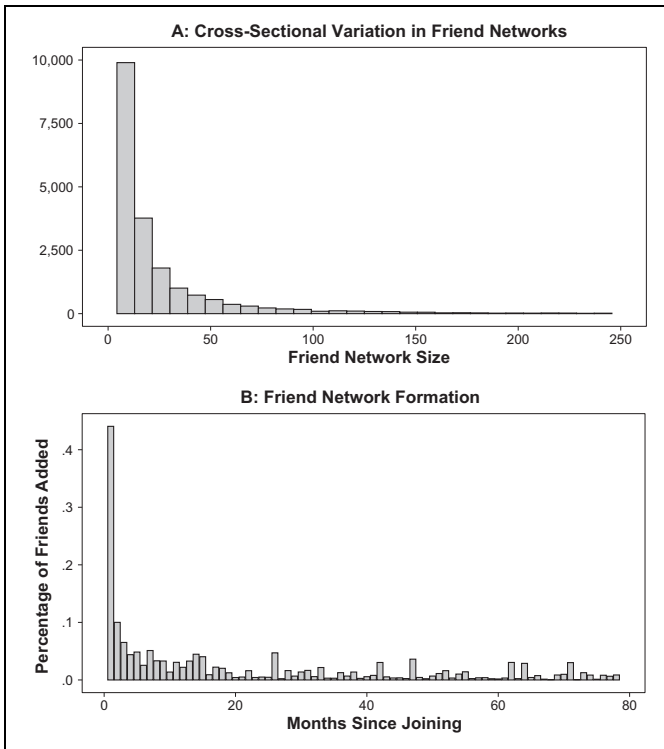 A: Cross-Sectional Variation in Friend Networks
10,000
7,500
5,000
2,500
0
0 50 100 150 200 250
Friend Network Size
B: Friend Network Formation
Percentage of Friends Added
.4
.3
.2
.1
.0
0 20 40 60 80
Months Since Joining